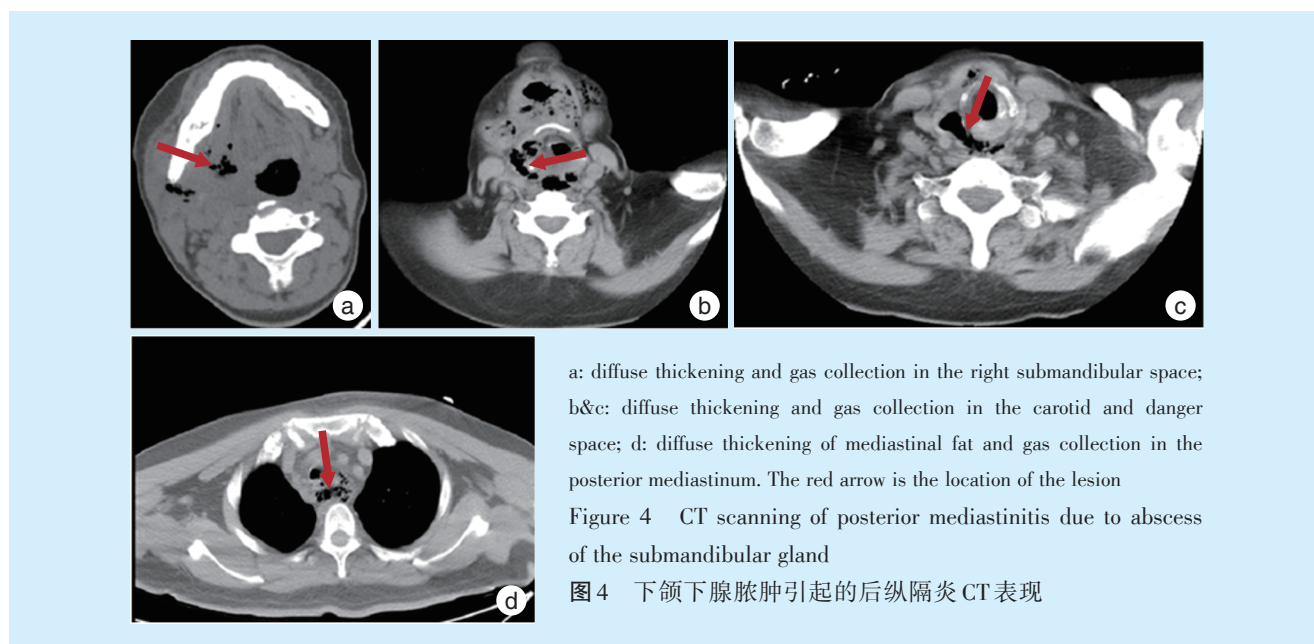 a
b
c
d
a: diffuse thickening and gas collection in the right submandibular space;
b&c: diffuse thickening and gas collection in the carotid and danger
space; d: diffuse thickening of mediastinal fat and gas collection in the
posterior mediastinum. The red arrow is the location of the lesion
Figure 4 CT scanning of posterior mediastinitis due to abscess
of the submandibular gland
图4 下颌下腺脓肿引起的后纵隔炎CT表现